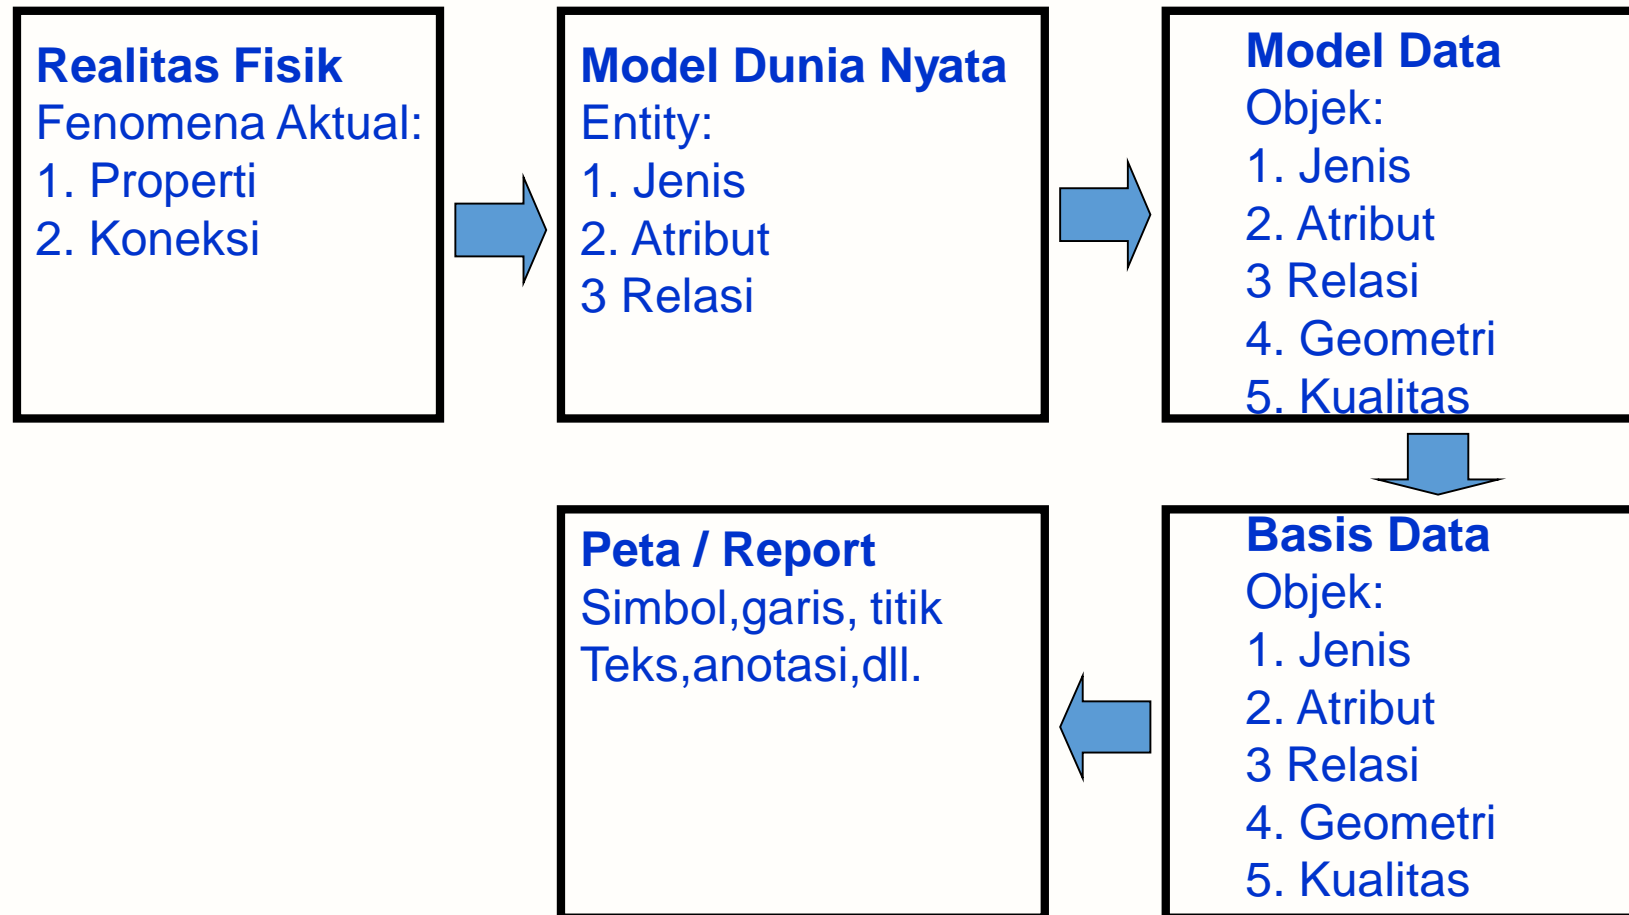 Realitas Fisik
Fenomena Aktual:
1. Properti
2. Koneksi
Model Dunia Nyata
Entity:
1. Jenis
2. Atribut
3 Relasi
Model Data
Objek:
1. Jenis
2. Atribut
3 Relasi
4. Geometri
5. Kualitas
Peta / Report
Simbol,garis, titik
Teks,anotasi,dll.
Basis Data
Objek:
1. Jenis
2. Atribut
3 Relasi
4. Geometri
5. Kualitas